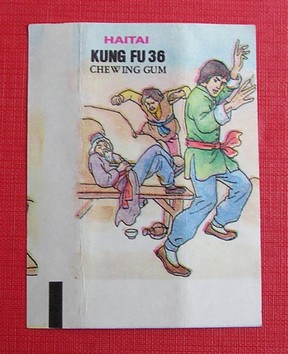 HAITAI
KUNG FU 36
CHEWING GUM